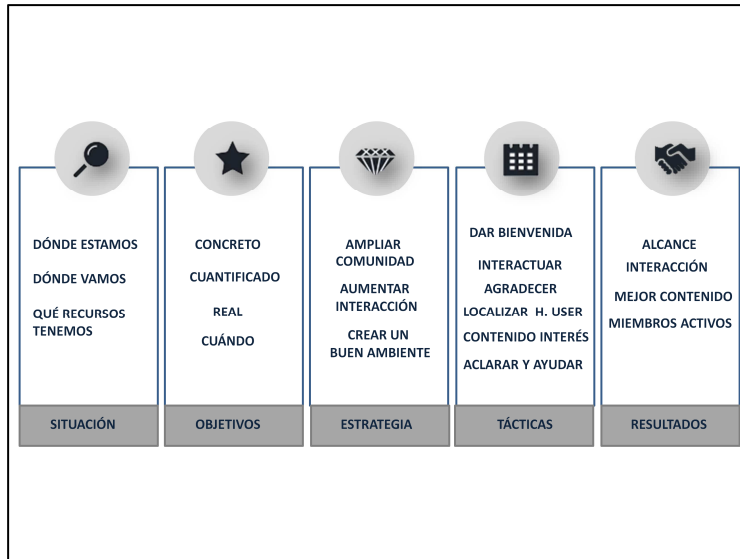 DÓNDE ESTAMOS
DÓNDE VAMOS
QUÉ RECURSOS
TENEMOS
SITUACIÓN
CONCRETO
CUANTIFICADO
REAL
CUÁNDO
OBJETIVOS
AMPLIAR
COMUNIDAD
AUMENTAR
INTERACCIÓN
CREAR UN
BUEN AMBIENTE
ESTRATEGIA
DAR BIENVENIDA
INTERACTUAR
AGRADECER
LOCALIZAR H. USER
CONTENIDO INTERÉS
ACLARAR Y AYUDAR
TÁCTICAS
ALCANCE
INTERACCIÓN
MEJOR CONTENIDO
MIEMBROS ACTIVOS
RESULTADOS